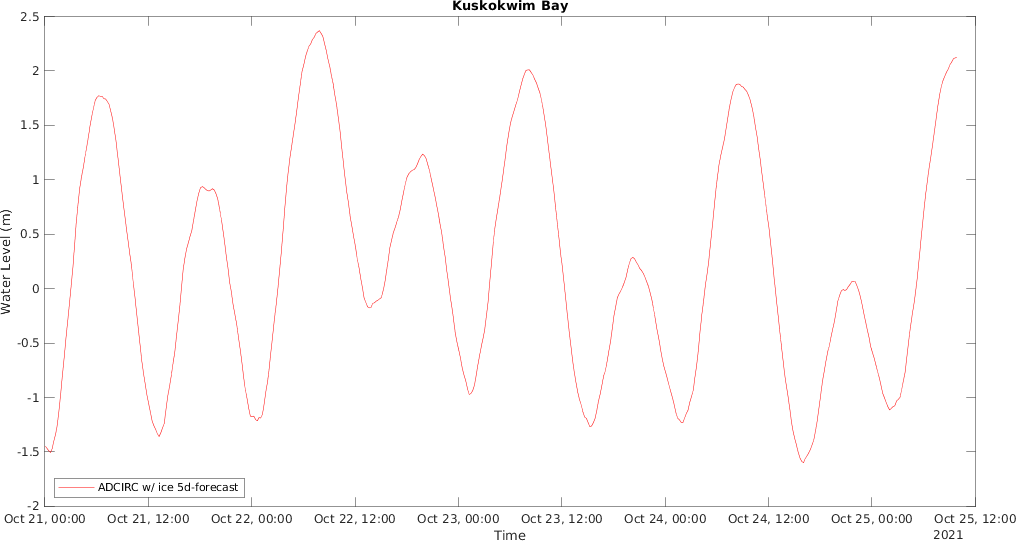 Kuskokwim Bay
2.5
2
1.5
1
0.5
0
-0.5
-1
-1.5
-2
Water Level (m)
ADCIRC w/ ice 5d-forecast
Oct 21, 00:00 Oct 21, 12:00 Oct 22, 00:00 Oct 22, 12:00 Oct 23, 00:00 Oct 23, 12:00 Oct 24, 00:00 Oct 24, 12:00 Oct 25, 00:00 Oct 25, 12:00
Time
2021